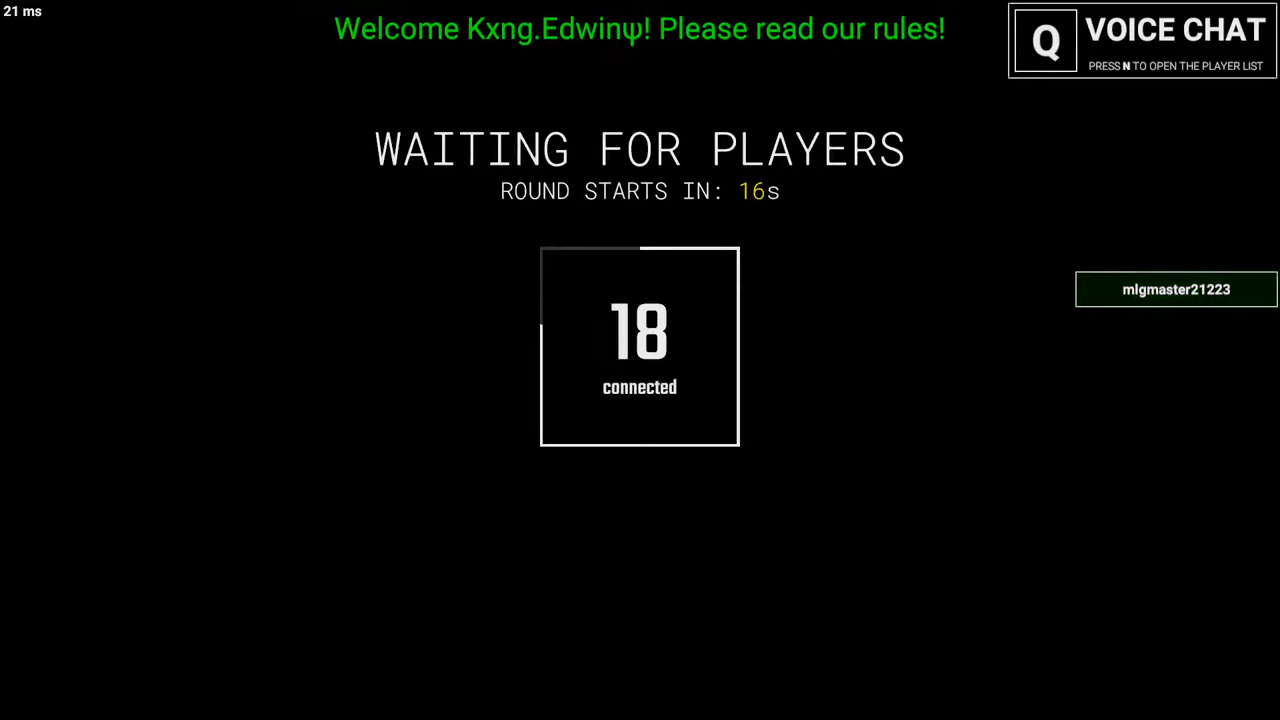 21 ms
Welcome Kxng.Edwinψ! Please read our rules!
Q
VOICE CHAT
PRESS N TO OPEN THE PLAYER LIST
WAITING FOR PLAYERS
ROUND STARTS IN: 16s
mlgmaster21223
18
connected